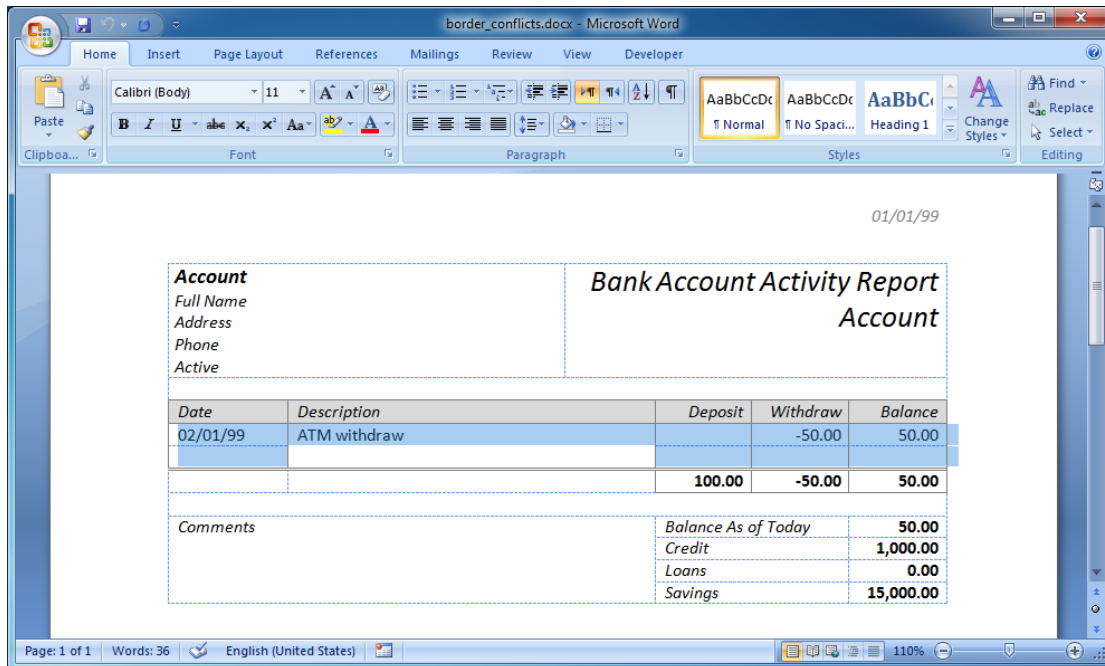 border_conflicts.docx - Microsoft Word
Home Insert Page Layout References Mailings Review View Developer
Paste
Calibri (Body) 11
AaBbCcDc AaBbCcDc AaBbC
¶ Normal ¶ No Spaci... Heading 1
Change Styles
Find
Replace
Select
Clipboa... Font Paragraph Styles Editing
01/01/99
Account
Full Name
Address
Phone
Active
Bank Account Activity Report
Account
Date Description Deposit Withdraw Balance
02/01/99 ATM withdraw -50.00 50.00
100.00 -50.00 50.00
Comments
Balance As of Today 50.00
Credit 1,000.00
Loans 0.00
Savings 15,000.00
Page: 1 of 1 Words: 36 English (United States) 110%